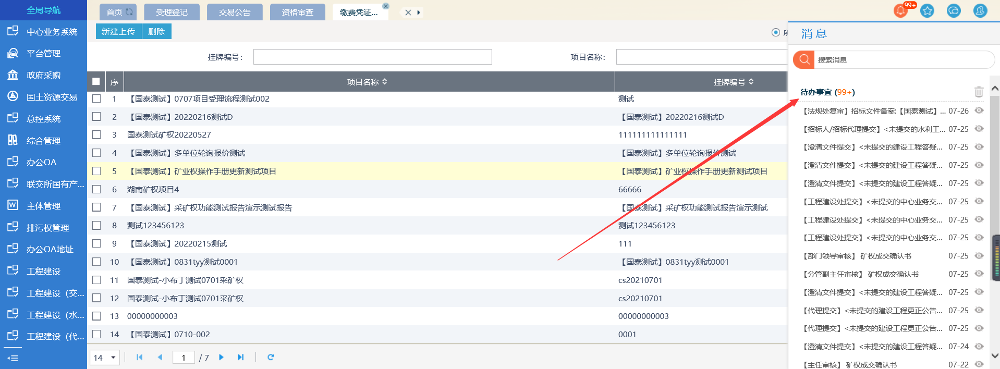 全局导航
首页
受理登记
交易公告
资格审查
缴费凭证...
99+
中心业务系统
平台管理
政府采购
国土资源交易
总控系统
综合管理
办公OA
联交所国有产...
主体管理
排污权管理
办公OA地址
工程建设
工程建设（交...
工程建设（水...
工程建设（代...
新建上传
删除
挂牌编号：
项目名称：
序 项目名称 挂牌编号
1 【国泰测试】0707项目受理流程测试002 测试
2 【国泰测试】20220216测试D 【国泰测试】20220216测试D
3 国泰测试矿权20220527 111111111111111
4 【国泰测试】多单位轮询报价测试 【国泰测试】多单位轮询报价测试
5 【国泰测试】矿业权操作手册更新测试项目 【国泰测试】矿业权操作手册更新测试项目
6 湖南矿权项目4 66666
7 【国泰测试】采矿权功能测试报告演示测试报告 【国泰测试】采矿权功能测试报告演示测试
8 测试123456123 测试123456123
9 【国泰测试】20220215测试 111
10 【国泰测试】0831tyy测试0001 【国泰测试】0831tyy测试0001
11 国泰测试-小布丁测试0701采矿权 cs20210701
12 国泰测试-小布丁测试0701采矿权 cs20210701
13 00000000003 00000000003
14 【国泰测试】0710-002 0001
14 1 / 7
消息
搜索消息
待办事宜 (99+)
【法规处复审】招标文件备案:【国泰测试】... 07-26
【招标人/招标代理提交】<未提交的水利工... 07-25
【澄清文件提交】<未提交的建设工程答疑... 07-25
【澄清文件提交】<未提交的建设工程答疑... 07-25
【澄清文件提交】<未提交的建设工程答疑... 07-25
【工程建设处提交】<未提交的中心业务交... 07-25
【工程建设处提交】<未提交的中心业务交... 07-25
【工程建设处提交】<未提交的中心业务交... 07-25
【部门领导审核】 矿权成交确认书 07-25
【分管副主任审核】 矿权成交确认书 07-25
【澄清文件提交】<未提交的建设工程答疑... 07-25
【代理提交】<未提交的建设工程更正公告... 07-25
【代理提交】<未提交的建设工程更正公告... 07-25
【澄清文件提交】<未提交的建设工程答疑... 07-24
【主任审核】 矿权成交确认书 07-22